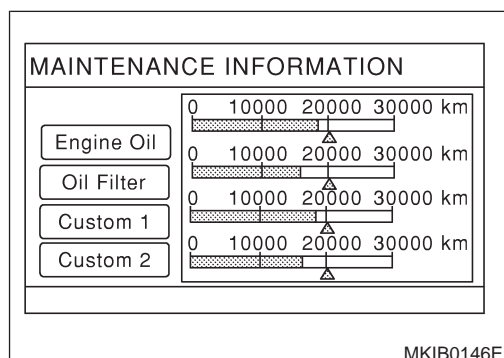 MAINTENANCE INFORMATION
0 10000 20000 30000 km
Engine Oil
0 10000 20000 30000 km
Oil Filter
0 10000 20000 30000 km
Custom 1
0 10000 20000 30000 km
Custom 2
MKIB0146E